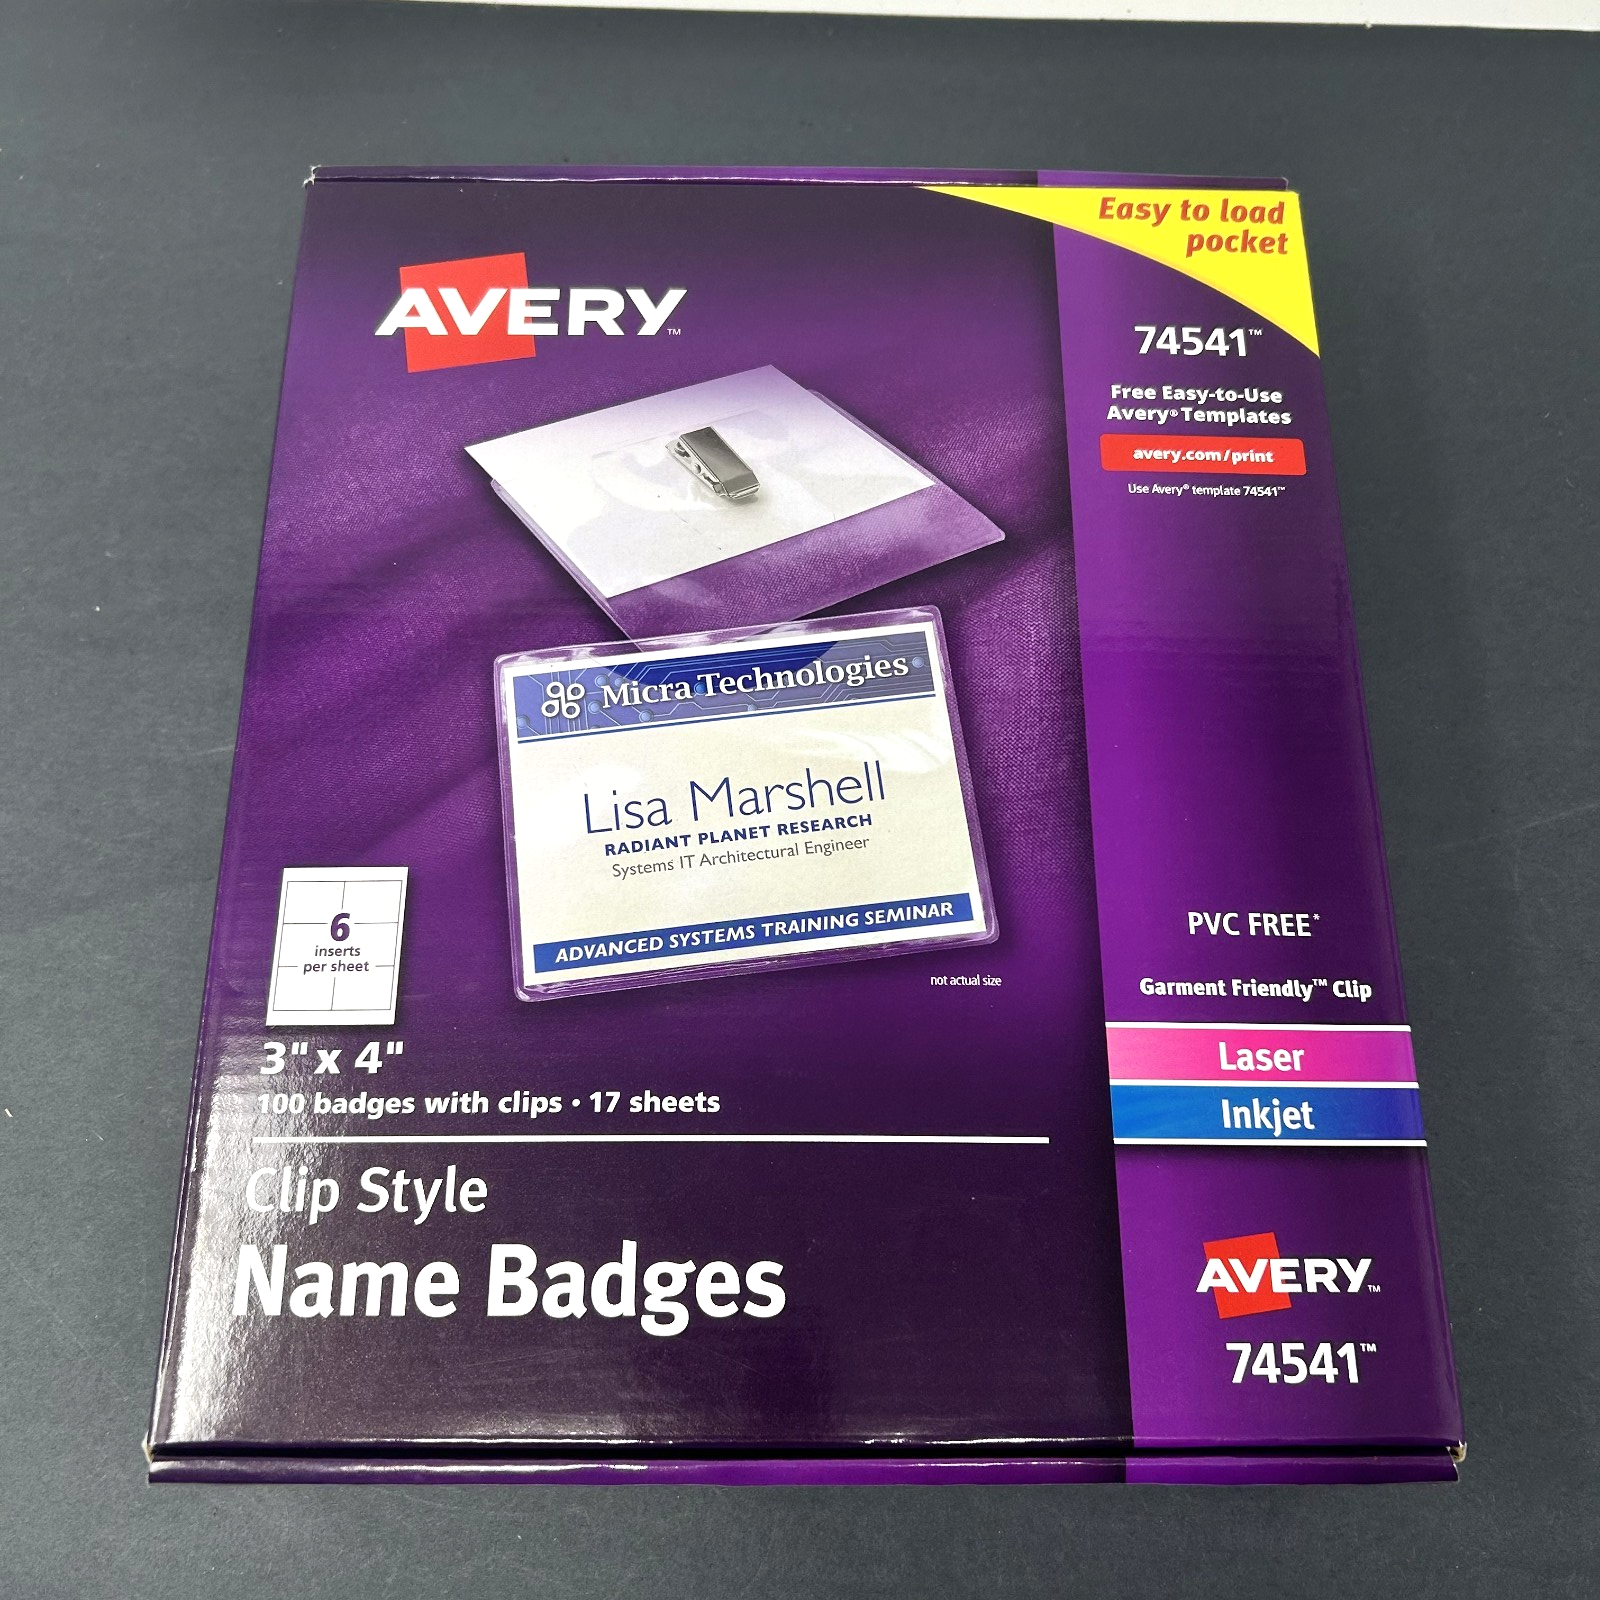 Easy to load
pocket
AVERY™
74541™
Free Easy-to-Use
Avery® Templates
avery.com/print
Use Avery® template 74541™
Micra Technologies
Lisa Marshell
RADIANT PLANET RESEARCH
Systems IT Architectural Engineer
ADVANCED SYSTEMS TRAINING SEMINAR
not actual size
6
inserts
per sheet
3" x 4"
100 badges with clips • 17 sheets
Clip Style
Name Badges
PVC FREE*
Garment Friendly™ Clip
Laser
Inkjet
AVERY™
74541™